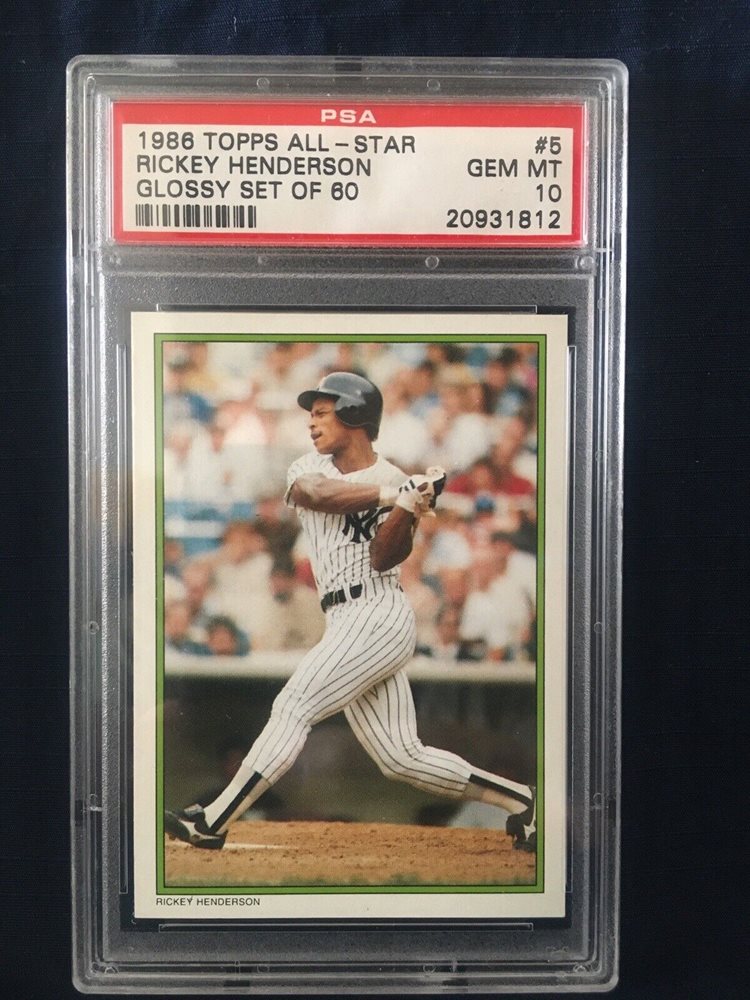 PSA
1986 TOPPS ALL-STAR #5
RICKEY HENDERSON GEM MT
GLOSSY SET OF 60 10
20931812
NY
RICKEY HENDERSON